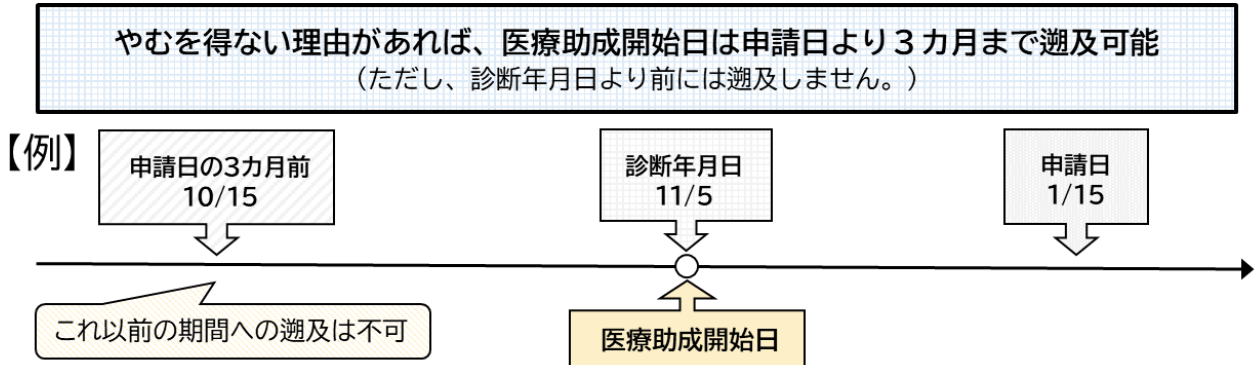 やむを得ない理由があれば、医療助成開始日は申請日より３カ月まで遡及可能
（ただし、診断年月日より前には遡及しません。）
【例】
申請日の3カ月前
10/15
診断年月日
11/5
申請日
1/15
これ以前の期間への遡及は不可
医療助成開始日